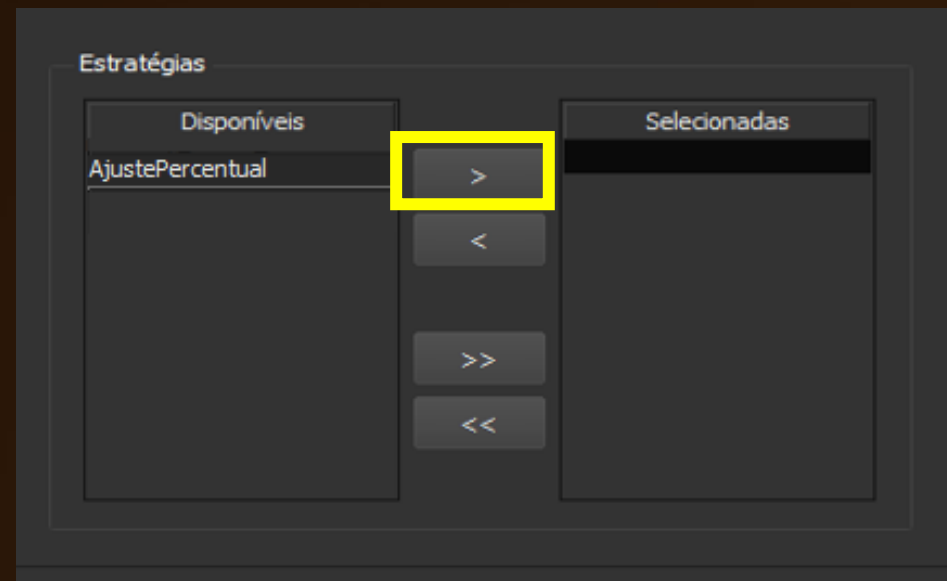 Estratégias
Disponíveis
Selecionadas
AjustePercentual
>
<
>>
<<